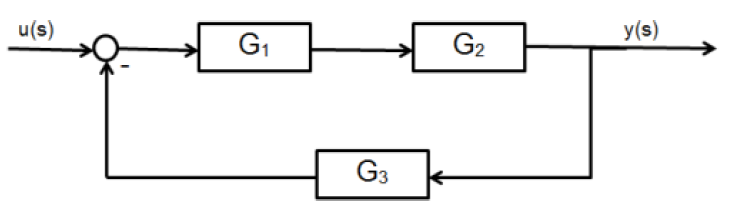 u(s)
G₁
G₂
y(s)
-
G₃